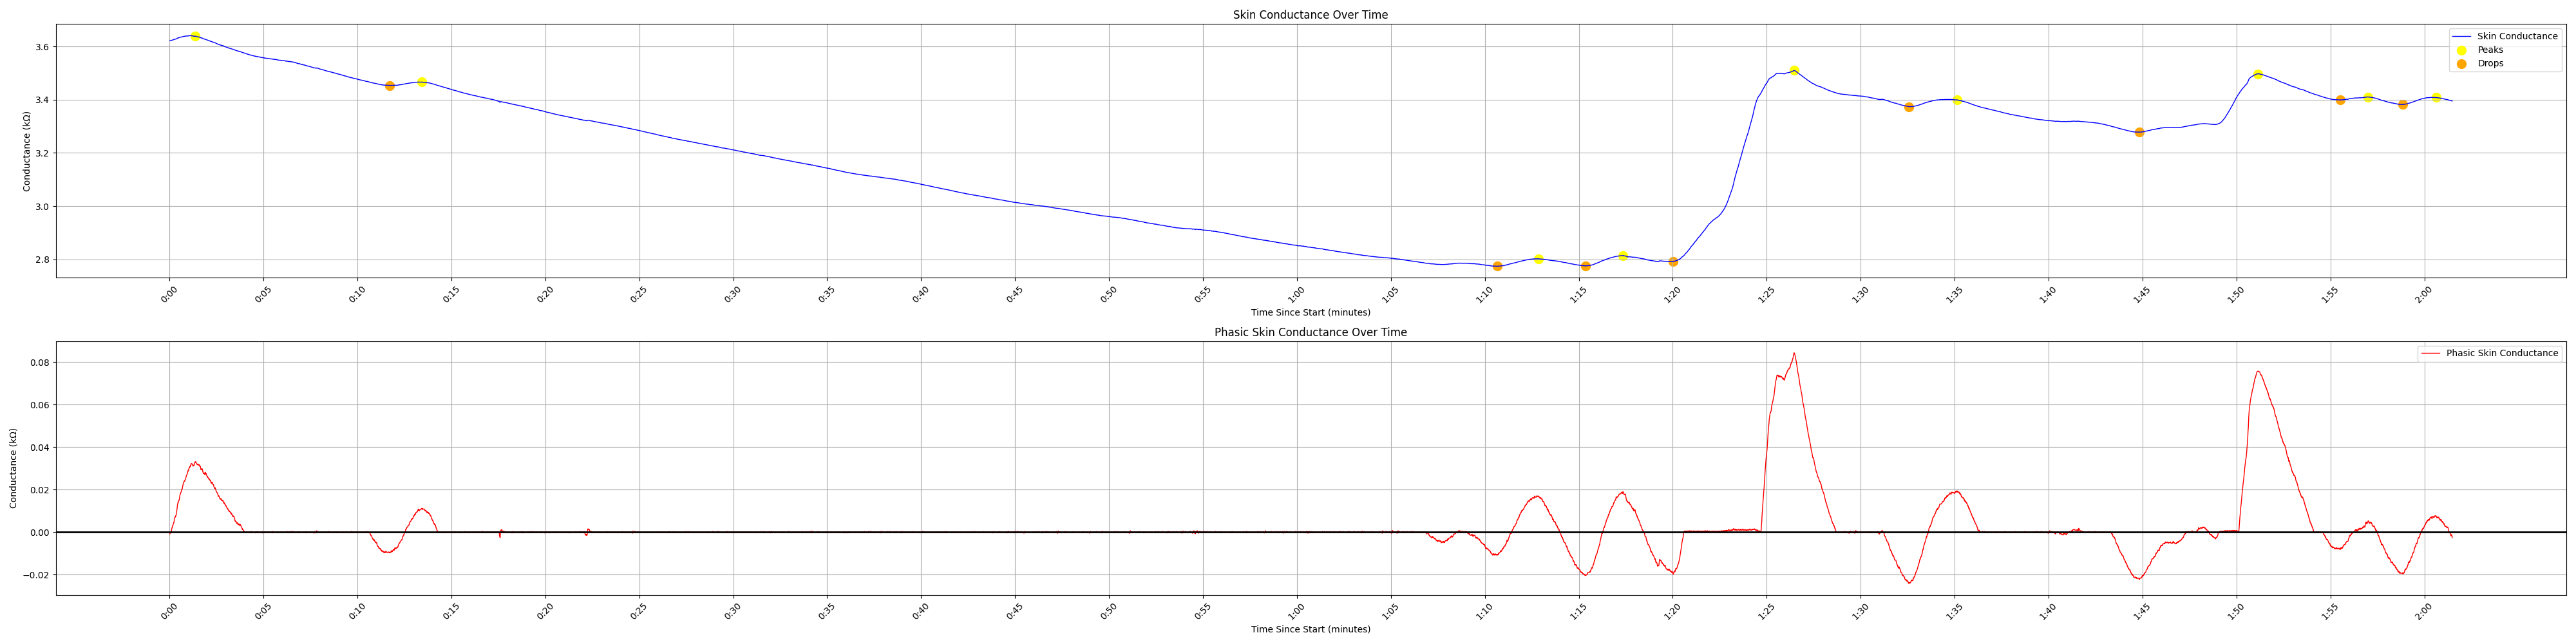 Skin Conductance Over Time
Conductance (kΩ)
3.6
3.4
3.2
3.0
2.8
Skin Conductance
Peaks
Drops
0:00 0:05 0:10 0:15 0:20 0:25 0:30 0:35 0:40 0:45 0:50 0:55 1:00 1:05 1:10 1:15 1:20 1:25 1:30 1:35 1:40 1:45 1:50 1:55 2:00
Time Since Start (minutes)
Phasic Skin Conductance Over Time
Conductance (kΩ)
0.08
0.06
0.04
0.02
0.00
−0.02
Phasic Skin Conductance
0:00 0:05 0:10 0:15 0:20 0:25 0:30 0:35 0:40 0:45 0:50 0:55 1:00 1:05 1:10 1:15 1:20 1:25 1:30 1:35 1:40 1:45 1:50 1:55 2:00
Time Since Start (minutes)